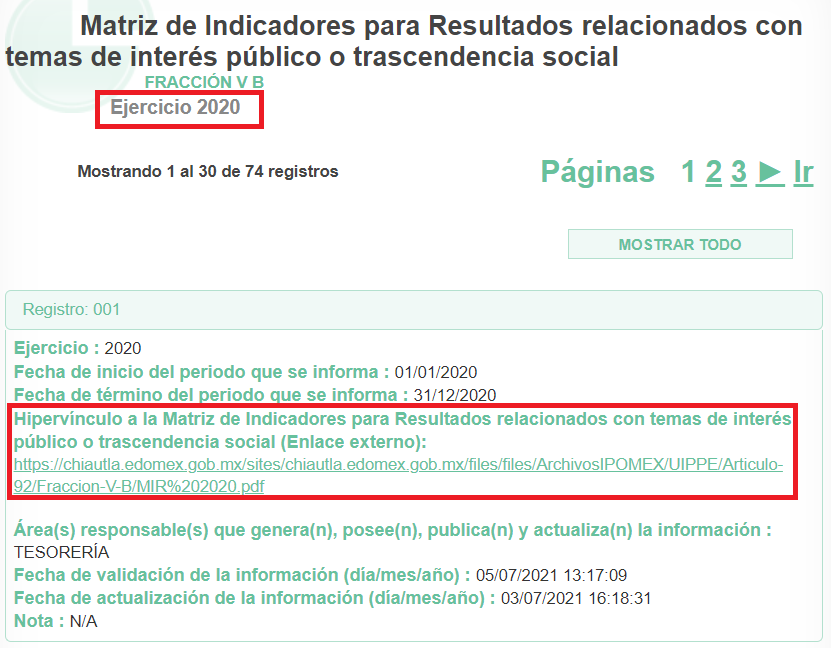 Matriz de Indicadores para Resultados relacionados con
temas de interés público o trascendencia social
FRACCIÓN V B
Ejercicio 2020
Mostrando 1 al 30 de 74 registros
Páginas 1 2 3 ► Ir
MOSTRAR TODO
Registro: 001
Ejercicio : 2020
Fecha de inicio del periodo que se informa : 01/01/2020
Fecha de término del periodo que se informa : 31/12/2020
Hipervínculo a la Matriz de Indicadores para Resultados relacionados con temas de interés
público o trascendencia social (Enlace externo):
https://chiautla.edomex.gob.mx/sites/chiautla.edomex.gob.mx/files/files/ArchivosIPOMEX/UIPPE/Articulo-
92/Fraccion-V-B/MIR%202020.pdf
Área(s) responsable(s) que genera(n), posee(n), publica(n) y actualiza(n) la información :
TESORERÍA
Fecha de validación de la información (día/mes/año) : 05/07/2021 13:17:09
Fecha de actualización de la información (día/mes/año) : 03/07/2021 16:18:31
Nota : N/A